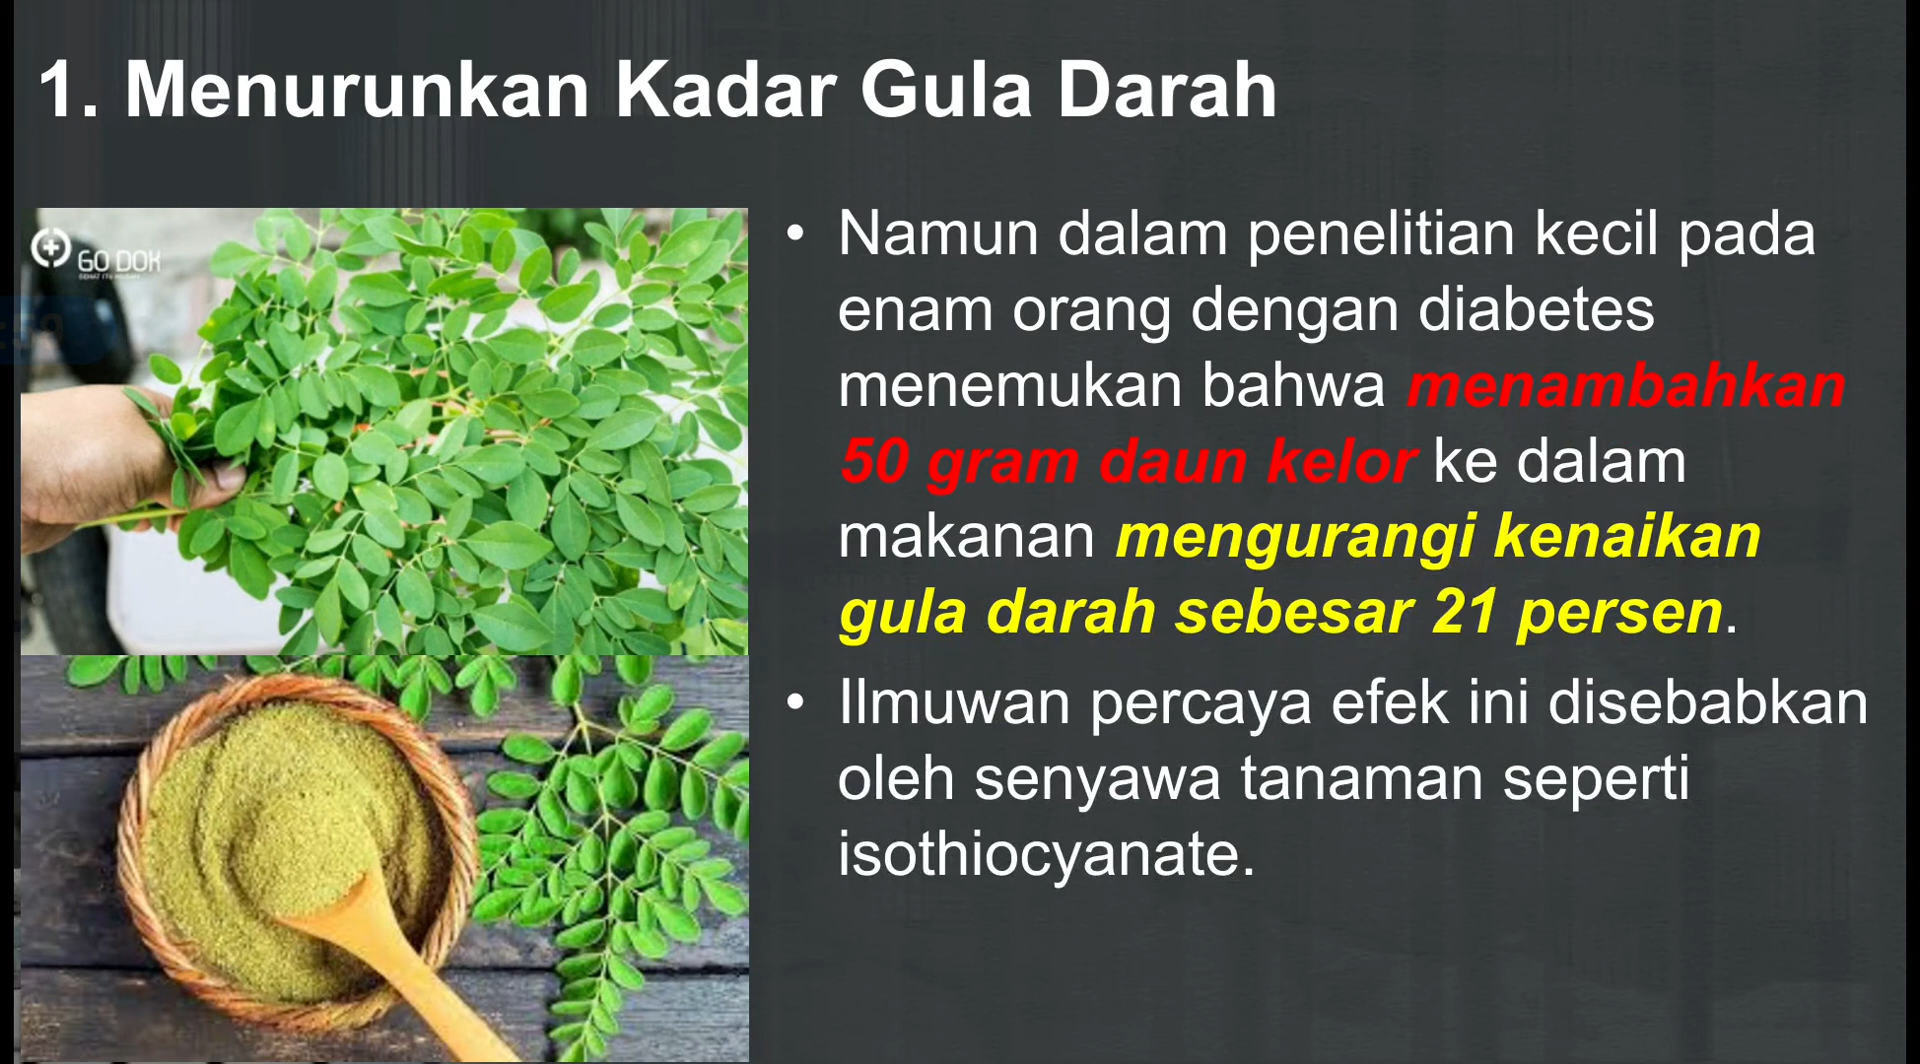 1. Menurunkan Kadar Gula Darah
GO DOK
• Namun dalam penelitian kecil pada
enam orang dengan diabetes
menemukan bahwa menambahkan
50 gram daun kelor ke dalam
makanan mengurangi kenaikan
gula darah sebesar 21 persen.
• Ilmuwan percaya efek ini disebabkan
oleh senyawa tanaman seperti
isothiocyanate.